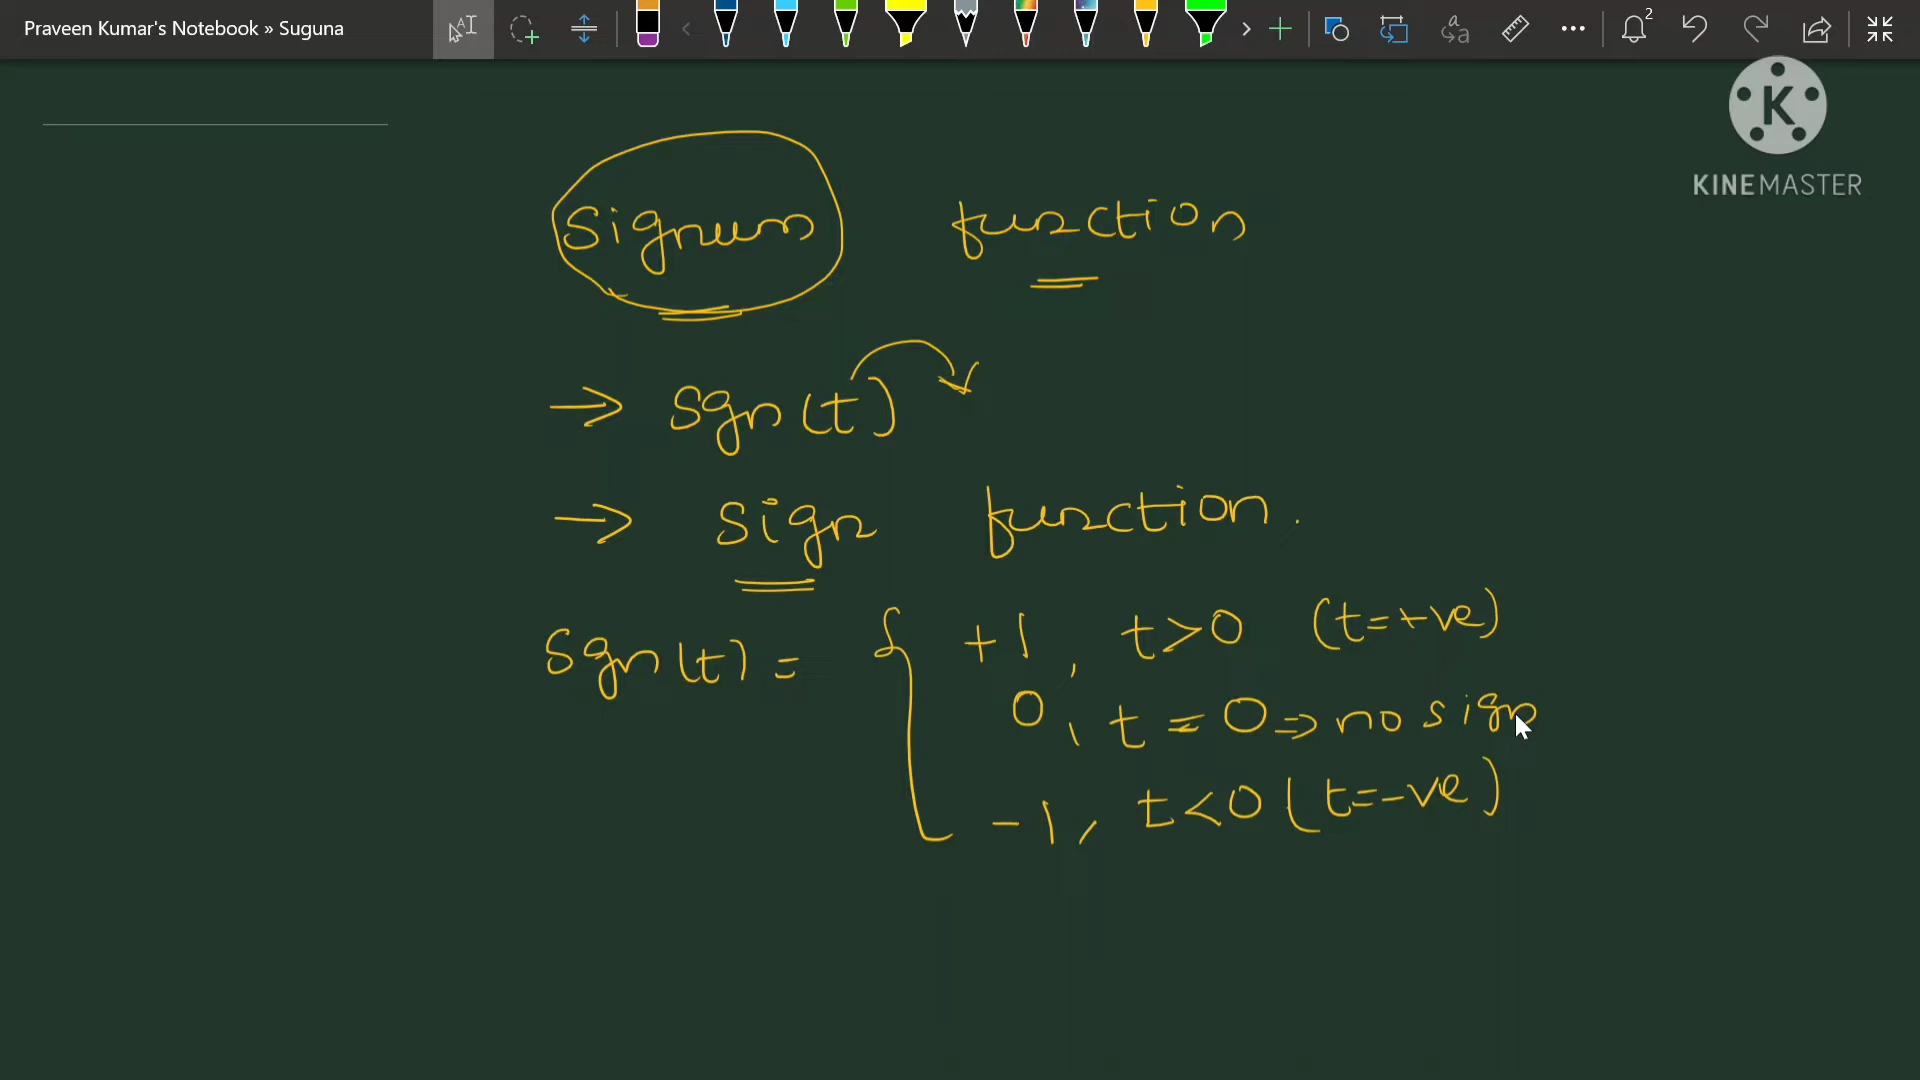 Praveen Kumar's Notebook » Suguna
2
K
KINEMASTER
Signum function
→ Sgn(t)
→ Sign function.
Sgn(t) = { +1, t>0 (t=+ve)
0, t=0 ⇒ no sign
-1, t<0 (t=-ve)